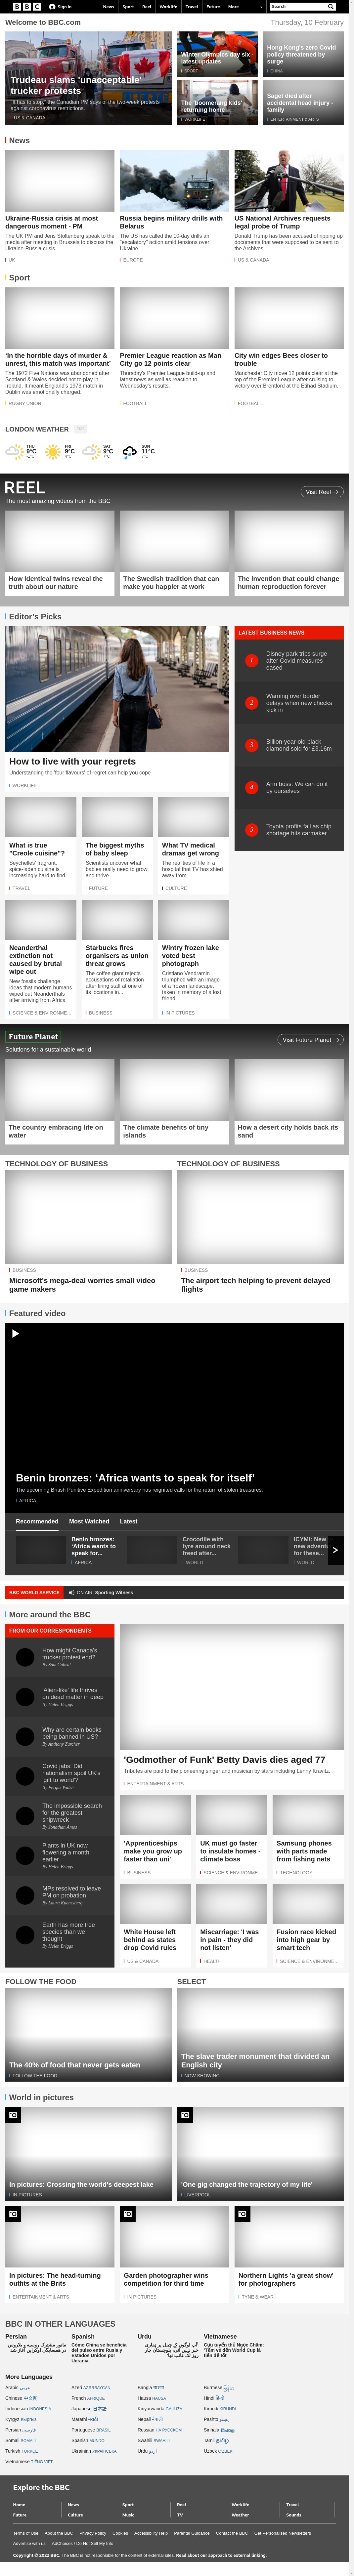 BBC
Sign in
News
Sport
Reel
Worklife
Travel
Future
More
Search
Welcome to BBC.com
Thursday, 10 February
Trudeau slams 'unacceptable' trucker protests
"It has to stop," the Canadian PM says of the two-week protests against coronavirus restrictions.
US & CANADA
Winter Olympics day six - latest updates
SPORT
Hong Kong's zero Covid policy threatened by surge
CHINA
The 'boomerang kids' returning home
WORKLIFE
Saget died after accidental head injury - family
ENTERTAINMENT & ARTS
News
Ukraine-Russia crisis at most dangerous moment - PM
The UK PM and Jens Stoltenberg speak to the media after meeting in Brussels to discuss the Ukraine-Russia crisis.
UK
Russia begins military drills with Belarus
The US has called the 10-day drills an "escalatory" action amid tensions over Ukraine.
EUROPE
US National Archives requests legal probe of Trump
Donald Trump has been accused of ripping up documents that were supposed to be sent to the Archives.
US & CANADA
Sport
'In the horrible days of murder & unrest, this match was important'
The 1972 Five Nations was abandoned after Scotland & Wales decided not to play in Ireland. It meant England's 1973 match in Dublin was emotionally charged.
RUGBY UNION
Premier League reaction as Man City go 12 points clear
Thursday's Premier League build-up and latest news as well as reaction to Wednesday's results.
FOOTBALL
City win edges Bees closer to trouble
Manchester City move 12 points clear at the top of the Premier League after cruising to victory over Brentford at the Etihad Stadium.
FOOTBALL
LONDON WEATHER
THU
9°C
FRI
9°C
SAT
9°C
SUN
11°C
REEL
The most amazing videos from the BBC
Visit Reel
How identical twins reveal the truth about our nature
The Swedish tradition that can make you happier at work
The invention that could change human reproduction forever
Editor's Picks
How to live with your regrets
Understanding the 'four flavours' of regret can help you cope
WORKLIFE
LATEST BUSINESS NEWS
1
Disney park trips surge after Covid measures eased
2
Warning over border delays when new checks kick in
3
Billion-year-old black diamond sold for £3.16m
4
Arm boss: We can do it by ourselves
5
Toyota profits fall as chip shortage hits carmaker
What is true "Creole cuisine"?
Seychellois' fragrant, spice-laden cuisine is increasingly hard to find
TRAVEL
The biggest myths of baby sleep
Scientists uncover what babies really need to grow and thrive
FUTURE
What TV medical dramas get wrong
The realities of life in a hospital that TV has shied away from
CULTURE
Neanderthal extinction not caused by brutal wipe out
New fossils challenge ideas that modern humans wiped out Neanderthals after arriving from Africa
SCIENCE & ENVIRONME...
Starbucks fires organisers as union threat grows
The coffee giant rejects accusations of retaliation after firing staff at one of its locations in...
BUSINESS
Wintry frozen lake voted best photograph
Cristiano Vendramin stumbled with an image of a frozen landscape, taken in memory of a lost friend
IN PICTURES
Future Planet
Solutions for a sustainable world
Visit Future Planet
The country embracing life on water
The climate benefits of tiny islands
How a desert city holds back its sand
TECHNOLOGY OF BUSINESS
TECHNOLOGY OF BUSINESS
BUSINESS
Microsoft's mega-deal worries small video game makers
BUSINESS
The airport tech helping to prevent delayed flights
Featured video
Benin bronzes: 'Africa wants to speak for itself'
The upcoming British Punitive Expedition anniversary has reignited calls for the return of stolen treasures.
AFRICA
Recommended
Most Watched
Latest
Benin bronzes: 'Africa wants to speak for...
AFRICA
Crocodile with tyre around neck freed after...
WORLD
ICYMI: New
new advent
for these...
WORLD
BBC WORLD SERVICE
ON AIR: Sporting Witness
More around the BBC
FROM OUR CORRESPONDENTS
How might Canada's trucker protest end?
By Sam Cabral
'Alien-like' life thrives on dead matter in deep
By Helen Briggs
Why are certain books being banned in US?
By Anthony Zurcher
Covid jabs: Did nationalism spoil UK's 'gift to world'?
By Fergus Walsh
The impossible search for the greatest shipwreck
By Jonathan Amos
Plants in UK now flowering a month earlier
By Helen Briggs
MPs resolved to leave PM on probation
By Laura Kuenssberg
Earth has more tree species than we thought
By Helen Briggs
'Godmother of Funk' Betty Davis dies aged 77
Tributes are paid to the pioneering singer and musician by stars including Lenny Kravitz.
ENTERTAINMENT & ARTS
'Apprenticeships make you grow up faster than uni'
BUSINESS
UK must go faster to insulate homes - climate boss
SCIENCE & ENVIRONME...
Samsung phones with parts made from fishing nets
TECHNOLOGY
White House left behind as states drop Covid rules
US & CANADA
Miscarriage: 'I was in pain - they did not listen'
HEALTH
Fusion race kicked into high gear by smart tech
SCIENCE & ENVIRONME...
FOLLOW THE FOOD
SELECT
The 40% of food that never gets eaten
FOLLOW THE FOOD
The slave trader monument that divided an English city
NOW SHOWING
World in pictures
In pictures: Crossing the world's deepest lake
IN PICTURES
'One gig changed the trajectory of my life'
LIVERPOOL
In pictures: The head-turning outfits at the Brits
ENTERTAINMENT & ARTS
Garden photographer wins competition for third time
IN PICTURES
Northern Lights 'a great show' for photographers
TYNE & WEAR
BBC IN OTHER LANGUAGES
Persian
Spanish
Cómo China se beneficia del pulso entre Rusia y Estados Unidos por Ucrania
Urdu
Vietnamese
Cựu tuyển thủ Ngọc Châm: 'Tấm vé đến World Cup là tiền đề tốt'
More Languages
Arabic عربي
Azeri AZƏRBAYCAN
Bangla বাংলা
Burmese
Chinese 中文网
French AFRIQUE
Hausa HAUSA
Hindi हिन्दी
Indonesian INDONESIA
Japanese 日本語
Kinyarwanda GAHUZA
Kirundi KIRUNDI
Kyrgyz Кыргыз
Marathi मराठी
Nepali नेपाली
Pashto پښتو
Persian فارسی
Portuguese BRASIL
Russian НА РУССКОМ
Sinhala සිංහල
Somali SOMALI
Spanish MUNDO
Swahili SWAHILI
Tamil தமிழ்
Turkish TÜRKÇE
Ukrainian УКРАЇНСЬКA
Urdu اردو
Uzbek O'ZBEK
Vietnamese TIẾNG VIỆT
Explore the BBC
Home
News
Sport
Reel
Worklife
Travel
Future
Culture
Music
TV
Weather
Sounds
Terms of Use
About the BBC
Privacy Policy
Cookies
Accessibility Help
Parental Guidance
Contact the BBC
Get Personalised Newsletters
Advertise with us
AdChoices / Do Not Sell My Info
Copyright © 2022 BBC. The BBC is not responsible for the content of external sites. Read about our approach to external linking.